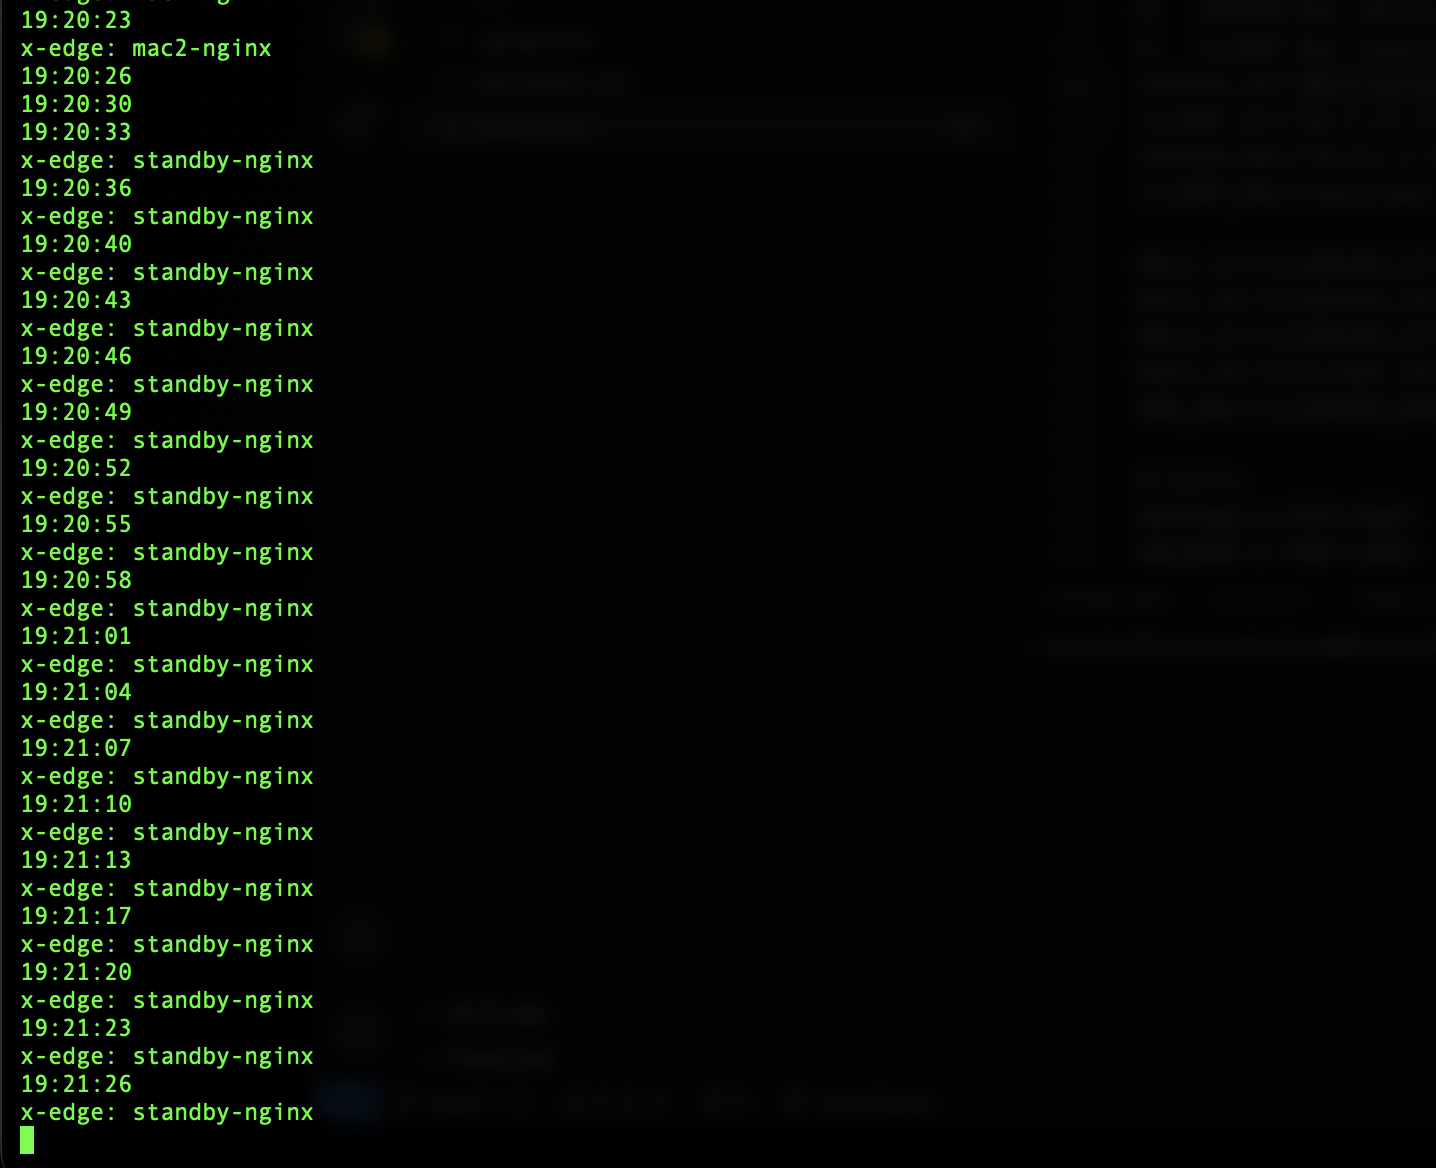 19:20:23
x-edge: mac2-nginx
19:20:26
19:20:30
19:20:33
x-edge: standby-nginx
19:20:36
x-edge: standby-nginx
19:20:40
x-edge: standby-nginx
19:20:43
x-edge: standby-nginx
19:20:46
x-edge: standby-nginx
19:20:49
x-edge: standby-nginx
19:20:52
x-edge: standby-nginx
19:20:55
x-edge: standby-nginx
19:20:58
x-edge: standby-nginx
19:21:01
x-edge: standby-nginx
19:21:04
x-edge: standby-nginx
19:21:07
x-edge: standby-nginx
19:21:10
x-edge: standby-nginx
19:21:13
x-edge: standby-nginx
19:21:17
x-edge: standby-nginx
19:21:20
x-edge: standby-nginx
19:21:23
x-edge: standby-nginx
19:21:26
x-edge: standby-nginx